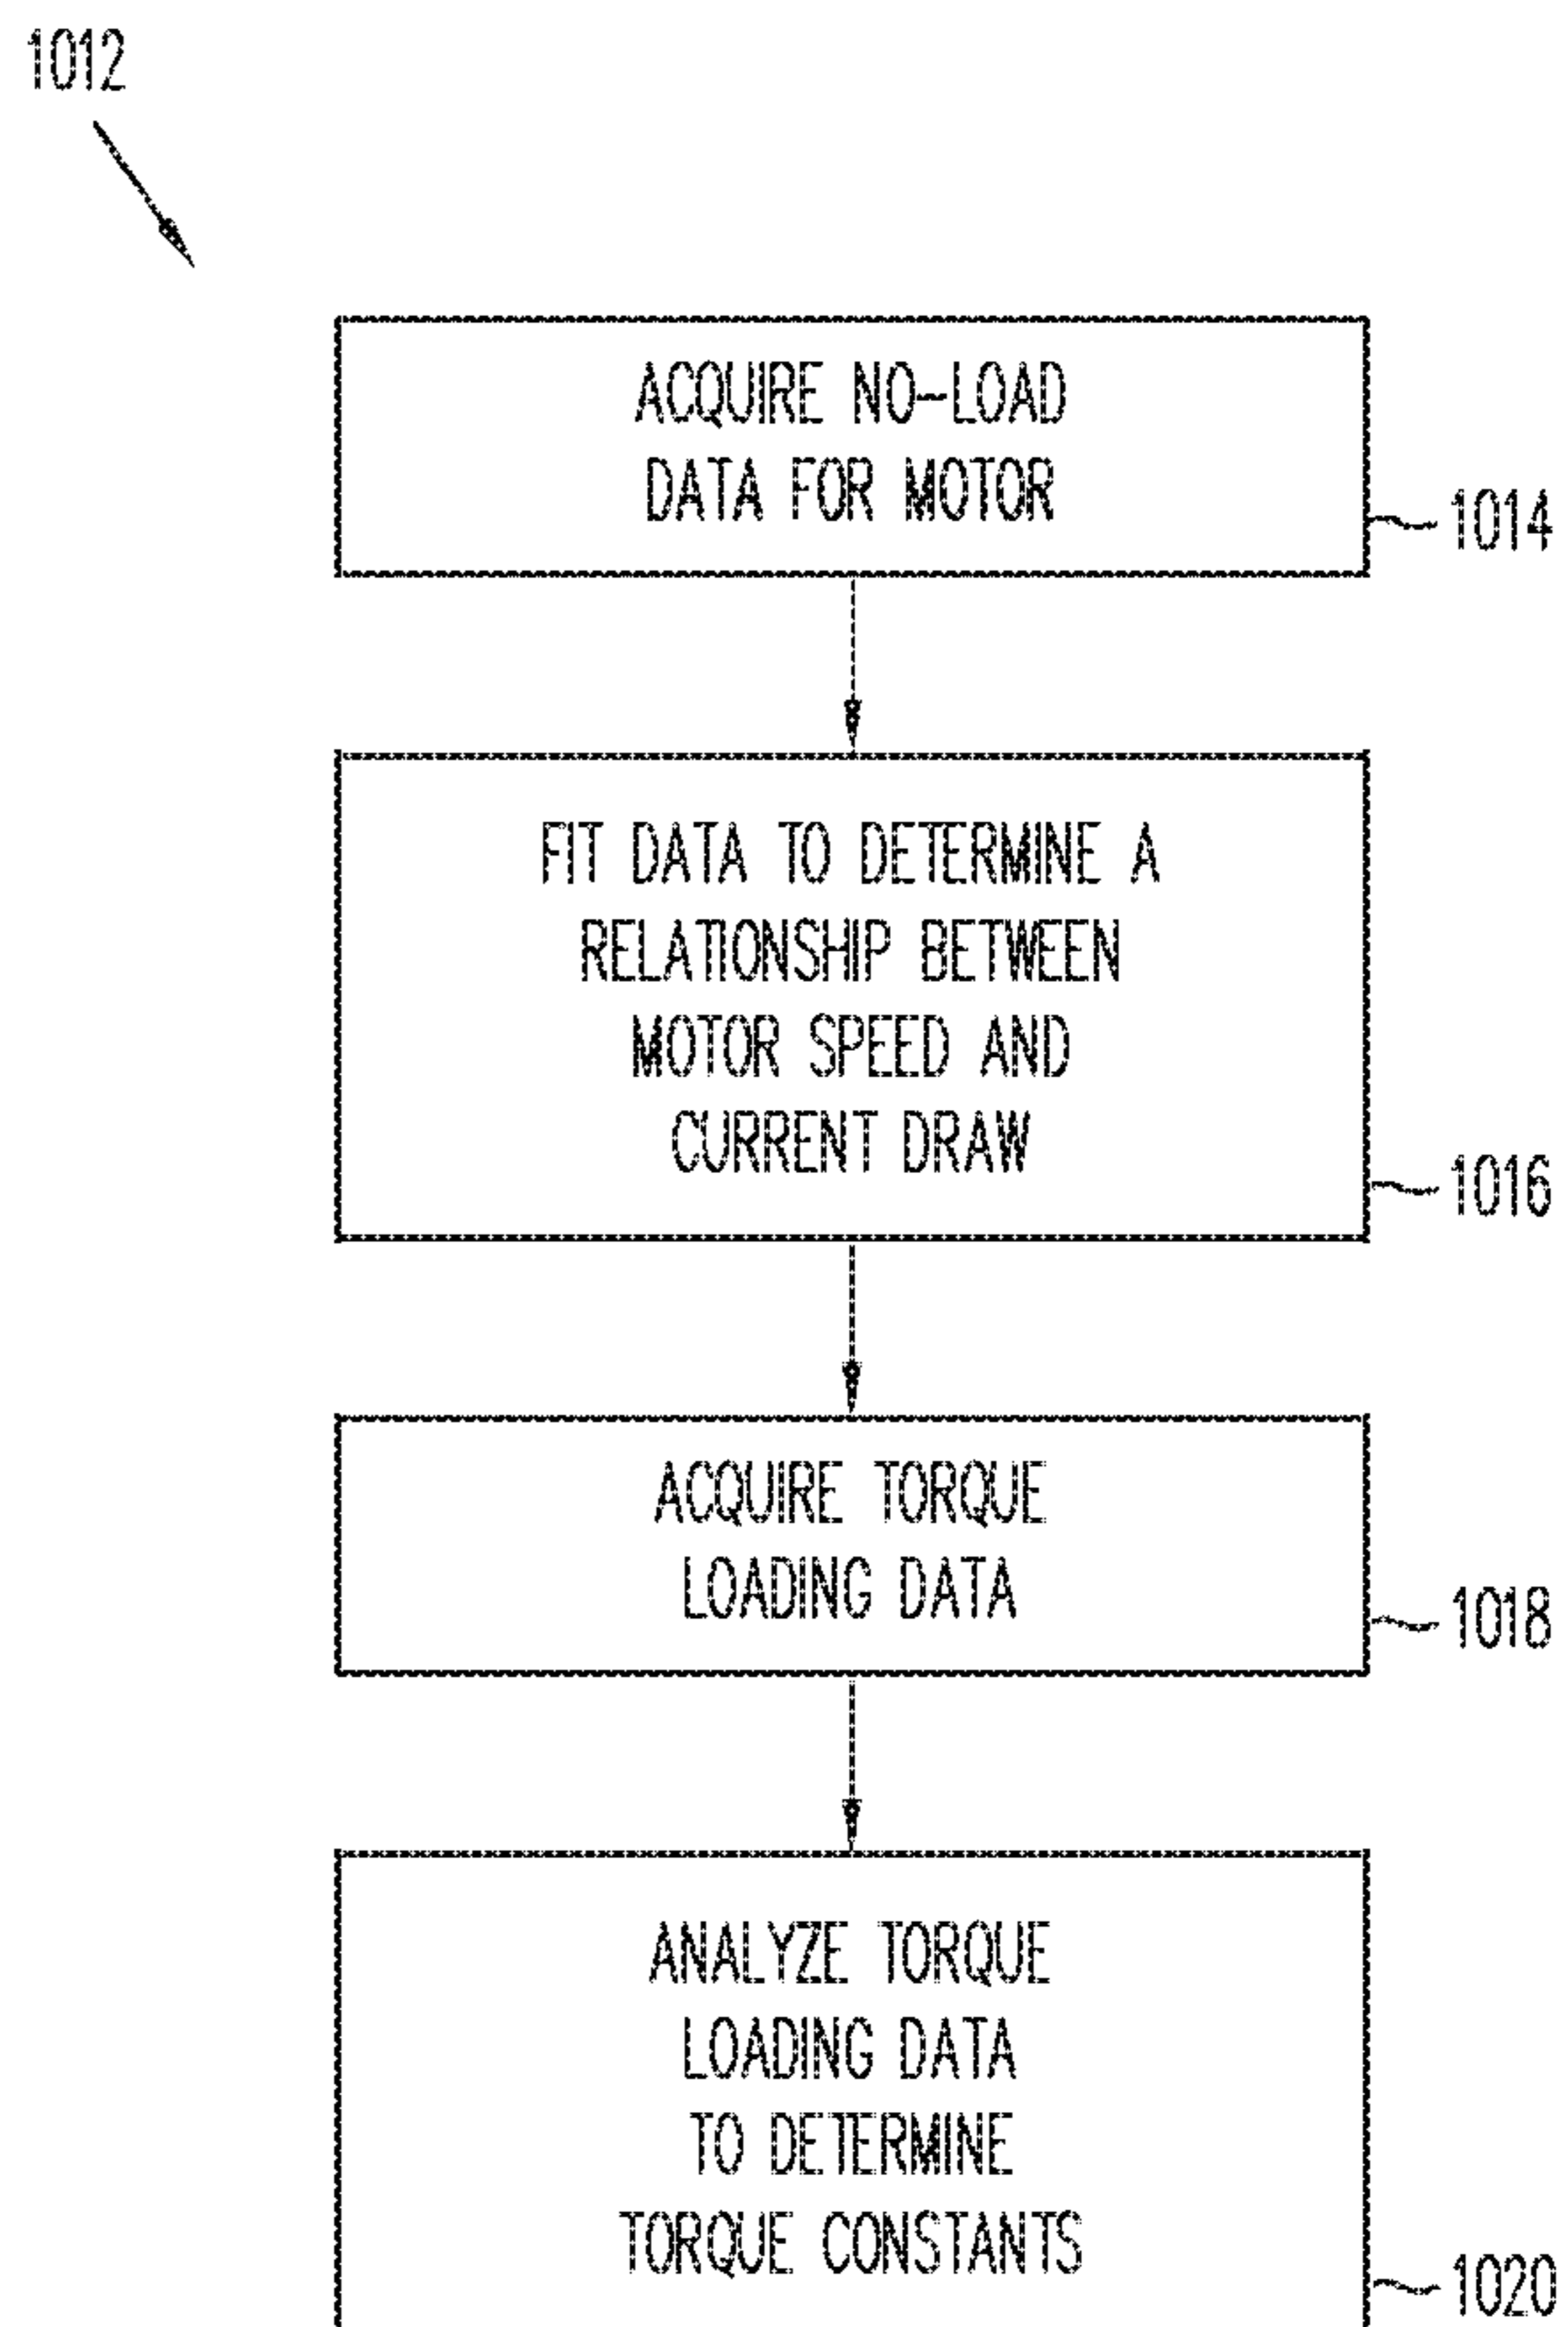 1012
ACQUIRE NO-LOAD
DATA FOR MOTOR
1014
FIT DATA TO DETERMINE A
RELATIONSHIP BETWEEN
MOTOR SPEED AND
CURRENT DRAW
1016
ACQUIRE TORQUE
LOADING DATA
1018
ANALYZE TORQUE
LOADING DATA
TO DETERMINE
TORQUE CONSTANTS
1020